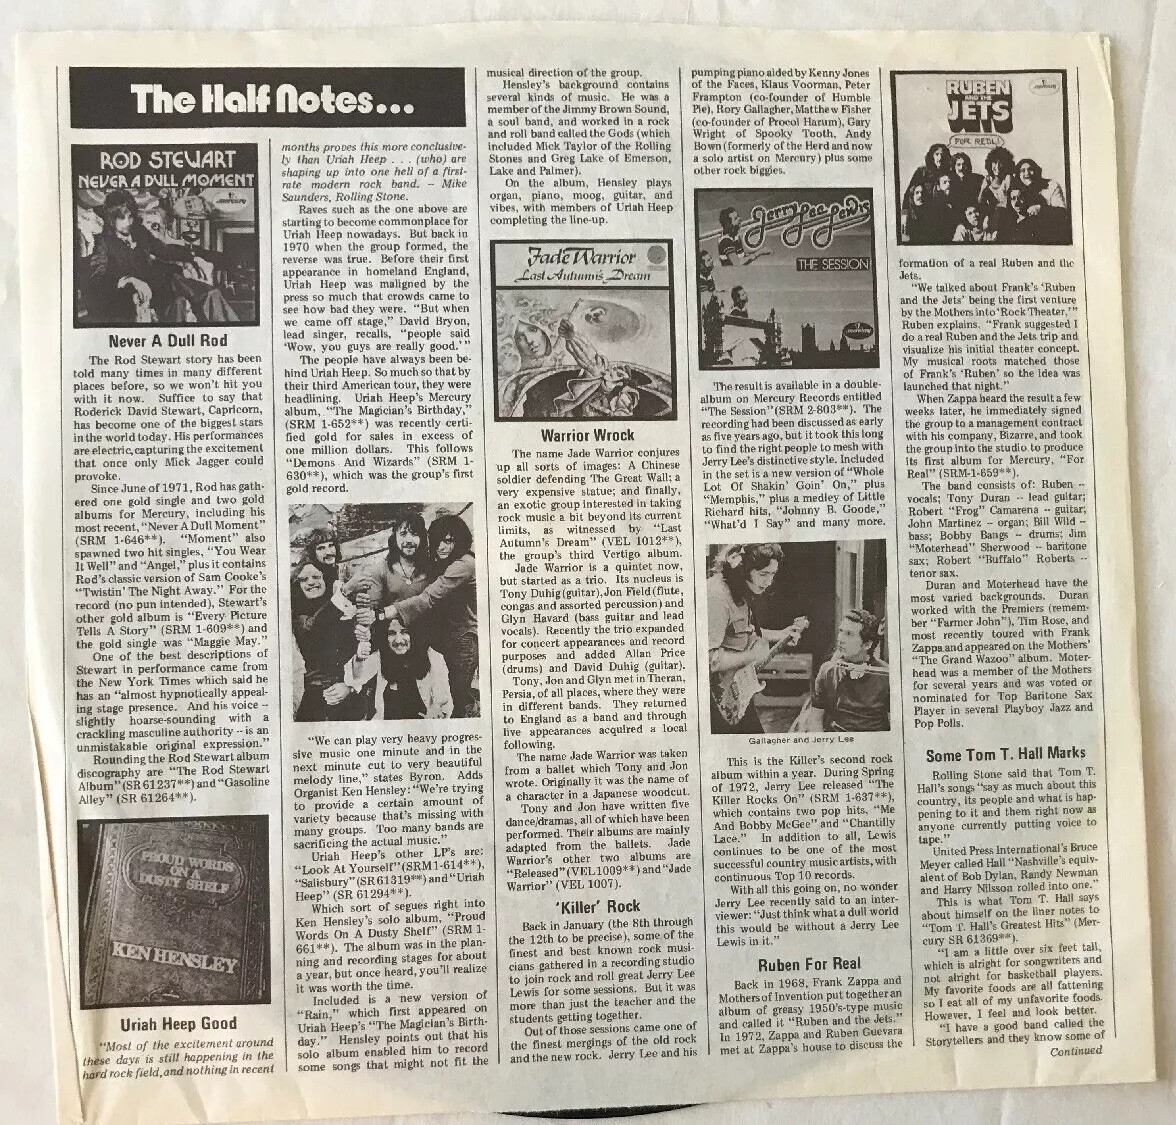 The Half Notes...
ROD STEWART
NEVER A DULL MOMENT
mercury
Never A Dull Rod
The Rod Stewart story has been
told many times in many different
places before, so we won't hit you
with it now. Suffice to say that
Roderick David Stewart, Capricorn,
has become one of the biggest stars
in the world today. His performances
are electric, capturing the excitement
that once only Mick Jagger could
provoke.
Since June of 1971, Rod has gath-
ered one gold single and two gold
albums for Mercury, including his
most recent, "Never A Dull Moment"
(SRM 1-646**). "Moment" also
spawned two hit singles, "You Wear
It Well" and "Angel," plus it contains
Rod's classic version of Sam Cooke's
"Twistin' The Night Away." For the
record (no pun intended), Stewart's
other gold album is "Every Picture
Tells A Story" (SRM 1-609**) and
the gold single was "Maggie May."
One of the best descriptions of
Stewart in performance came from
the New York Times which said he
has an "almost hypnotically appeal-
ing stage presence. And his voice --
slightly hoarse-sounding with a
crackling masculine authority -- is an
unmistakable original expression."
Rounding the Rod Stewart album
discography are "The Rod Stewart
Album" (SR 61237**) and "Gasoline
Alley" (SR 61264**).
PROUD WORDS
ON A
DUSTY SHELF
KEN HENSLEY
Uriah Heep Good
"Most of the excitement around
these days is still happening in the
hard rock field, and nothing in recent
months proves this more conclusive-
ly than Uriah Heep . . . (who) are
shaping up into one hell of a first-
rate modern rock band. – Mike
Saunders, Rolling Stone.
Raves such as the one above are
starting to become commonplace for
Uriah Heep nowadays. But back in
1970 when the group formed, the
reverse was true. Before their first
appearance in homeland England,
Uriah Heep was maligned by the
press so much that crowds came to
see how bad they were. "But when
we came off stage," David Bryon,
lead singer, recalls, "people said
'Wow, you guys are really good.'"
The people have always been be-
hind Uriah Heep. So much so that by
their third American tour, they were
headlining. Uriah Heep's Mercury
album, "The Magician's Birthday,"
(SRM 1-652**) was recently certi-
fied gold for sales in excess of
one million dollars. This follows
"Demons And Wizards" (SRM 1-
630**), which was the group's first
gold record.
"We can play very heavy progres-
sive music one minute and in the
next minute cut to very beautiful
melody line," states Byron. Adds
Organist Ken Hensley: "We're trying
to provide a certain amount of
variety because that's missing with
many groups. Too many bands are
sacrificing the actual music."
Uriah Heep's other LP's are:
"Look At Yourself" (SRM 1-614**),
"Salisbury" (SR 61319**) and "Uriah
Heep" (SR 61294**).
Which sort of segues right into
Ken Hensley's solo album, "Proud
Words On A Dusty Shelf" (SRM 1-
661**). The album was in the plan-
ning and recording stages for about
a year, but once heard, you'll realize
it was worth the time.
Included is a new version of
"Rain," which first appeared on
Uriah Heep's "The Magician's Birth-
day." Hensley points out that his
solo album enabled him to record
some songs that might not fit the
musical direction of the group.
Hensley's background contains
several kinds of music. He was a
member of the Jimmy Brown Sound,
a soul band, and worked in a rock
and roll band called the Gods (which
included Mick Taylor of the Rolling
Stones and Greg Lake of Emerson,
Lake and Palmer).
On the album, Hensley plays
organ, piano, moog, guitar, and
vibes, with members of Uriah Heep
completing the line-up.
Jade Warrior
Last Autumn's Dream
Warrior Wrock
The name Jade Warrior conjures
up all sorts of images: A Chinese
soldier defending The Great Wall; a
very expensive statue; and finally,
an exotic group interested in taking
rock music a bit beyond its current
limits, as witnessed by "Last
Autumn's Dream" (VEL 1012**),
the group's third Vertigo album.
Jade Warrior is a quintet now,
but started as a trio. Its nucleus is
Tony Duhig (guitar), Jon Field (flute,
congas and assorted percussion) and
Glyn Havard (bass guitar and lead
vocals). Recently the trio expanded
for concert appearances and record
purposes and added Allan Price
(drums) and David Duhig (guitar).
Tony, Jon and Glyn met in Theran,
Persia, of all places, where they were
in different bands. They returned
to England as a band and through
live appearances acquired a local
following.
The name Jade Warrior was taken
from a ballet which Tony and Jon
wrote. Originally it was the name of
a character in a Japanese woodcut.
Tony and Jon have written five
dance/dramas, all of which have been
performed. Their albums are mainly
adapted from the ballets. Jade
Warrior's other two albums are
"Released" (VEL 1009**) and "Jade
Warrior" (VEL 1007).
'Killer' Rock
Back in January (the 8th through
the 12th to be precise), some of the
finest and best known rock musi-
cians gathered in a recording studio
to join rock and roll great Jerry Lee
Lewis for some sessions. But it was
more than just the teacher and the
students getting together.
Out of those sessions came one of
the finest mergings of the old rock
and the new rock. Jerry Lee and his
pumping piano aided by Kenny Jones
of the Faces, Klaus Voorman, Peter
Frampton (co-founder of Humble
Pie), Rory Gallagher, Matthew Fisher
(co-founder of Procol Harum), Gary
Wright of Spooky Tooth, Andy
Bown (formerly of the Herd and now
a solo artist on Mercury) plus some
other rock biggies.
Jerry Lee Lewis
THE SESSION
mercury
The result is available in a double-
album on Mercury Records entitled
"The Session" (SRM 2-803**). The
recording had been discussed as early
as five years ago, but it took this long
to find the right people to mesh with
Jerry Lee's distinctive style. Included
in the set is a new version of "Whole
Lot Of Shakin' Goin' On," plus
"Memphis," plus a medley of Little
Richard hits, "Johnny B. Goode,"
"What'd I Say" and many more.
Gallagher and Jerry Lee
This is the Killer's second rock
album within a year. During Spring
of 1972, Jerry Lee released "The
Killer Rocks On" (SRM 1-637**),
which contains two pop hits, "Me
And Bobby McGee" and "Chantilly
Lace." In addition to all, Lewis
continues to be one of the most
successful country music artists, with
continuous Top 10 records.
With all this going on, no wonder
Jerry Lee recently said to an inter-
viewer: "Just think what a dull world
this would be without a Jerry Lee
Lewis in it."
Ruben For Real
Back in 1968, Frank Zappa and
Mothers of Invention put together an
album of greasy 1950's-type music
and called it "Ruben and the Jets."
In 1972, Zappa and Ruben Guevara
met at Zappa's house to discuss the
RUBEN
AND THE
JETS
FOR REAL!
mercury
formation of a real Ruben and the
Jets.
"We talked about Frank's 'Ruben
and the Jets' being the first venture
by the Mothers into 'Rock Theater,'"
Ruben explains. "Frank suggested I
do a real Ruben and the Jets trip and
visualize his initial theater concept.
My musical roots matched those
of Frank's 'Ruben' so the idea was
launched that night."
When Zappa heard the result a few
weeks later, he immediately signed
the group to a management contract
with his company, Bizarre, and took
the group into the studio to produce
its first album for Mercury, "For
Real" (SRM-1-659**).
The band consists of: Ruben --
vocals; Tony Duran -- lead guitar;
Robert "Frog" Camarena -- guitar;
John Martinez -- organ; Bill Wild --
bass; Bobby Bangs -- drums; Jim
"Moterhead" Sherwood -- baritone
sax; Robert "Buffalo" Roberts --
tenor sax.
Duran and Moterhead have the
most varied backgrounds. Duran
worked with the Premiers (remem-
ber "Farmer John"), Tim Rose, and
most recently toured with Frank
Zappa and appeared on the Mothers'
"The Grand Wazoo" album. Moter-
head was a member of the Mothers
for several years and was voted or
nominated for Top Baritone Sax
Player in several Playboy Jazz and
Pop Polls.
Some Tom T. Hall Marks
Rolling Stone said that Tom T.
Hall's songs "say as much about this
country, its people and what is hap-
pening to it and them right now as
anyone currently putting voice to
tape."
United Press International's Bruce
Meyer called Hall "Nashville's equiv-
alent of Bob Dylan, Randy Newman
and Harry Nilsson rolled into one."
This is what Tom T. Hall says
about himself on the liner notes to
"Tom T. Hall's Greatest Hits" (Mer-
cury SR 61369**).
"I am a little over six feet tall,
which is alright for songwriters and
not alright for basketball players.
My favorite foods are all fattening
so I eat all of my unfavorite foods.
However, I feel and look better.
"I have a good band called the
Storytellers and they know some of
Continued